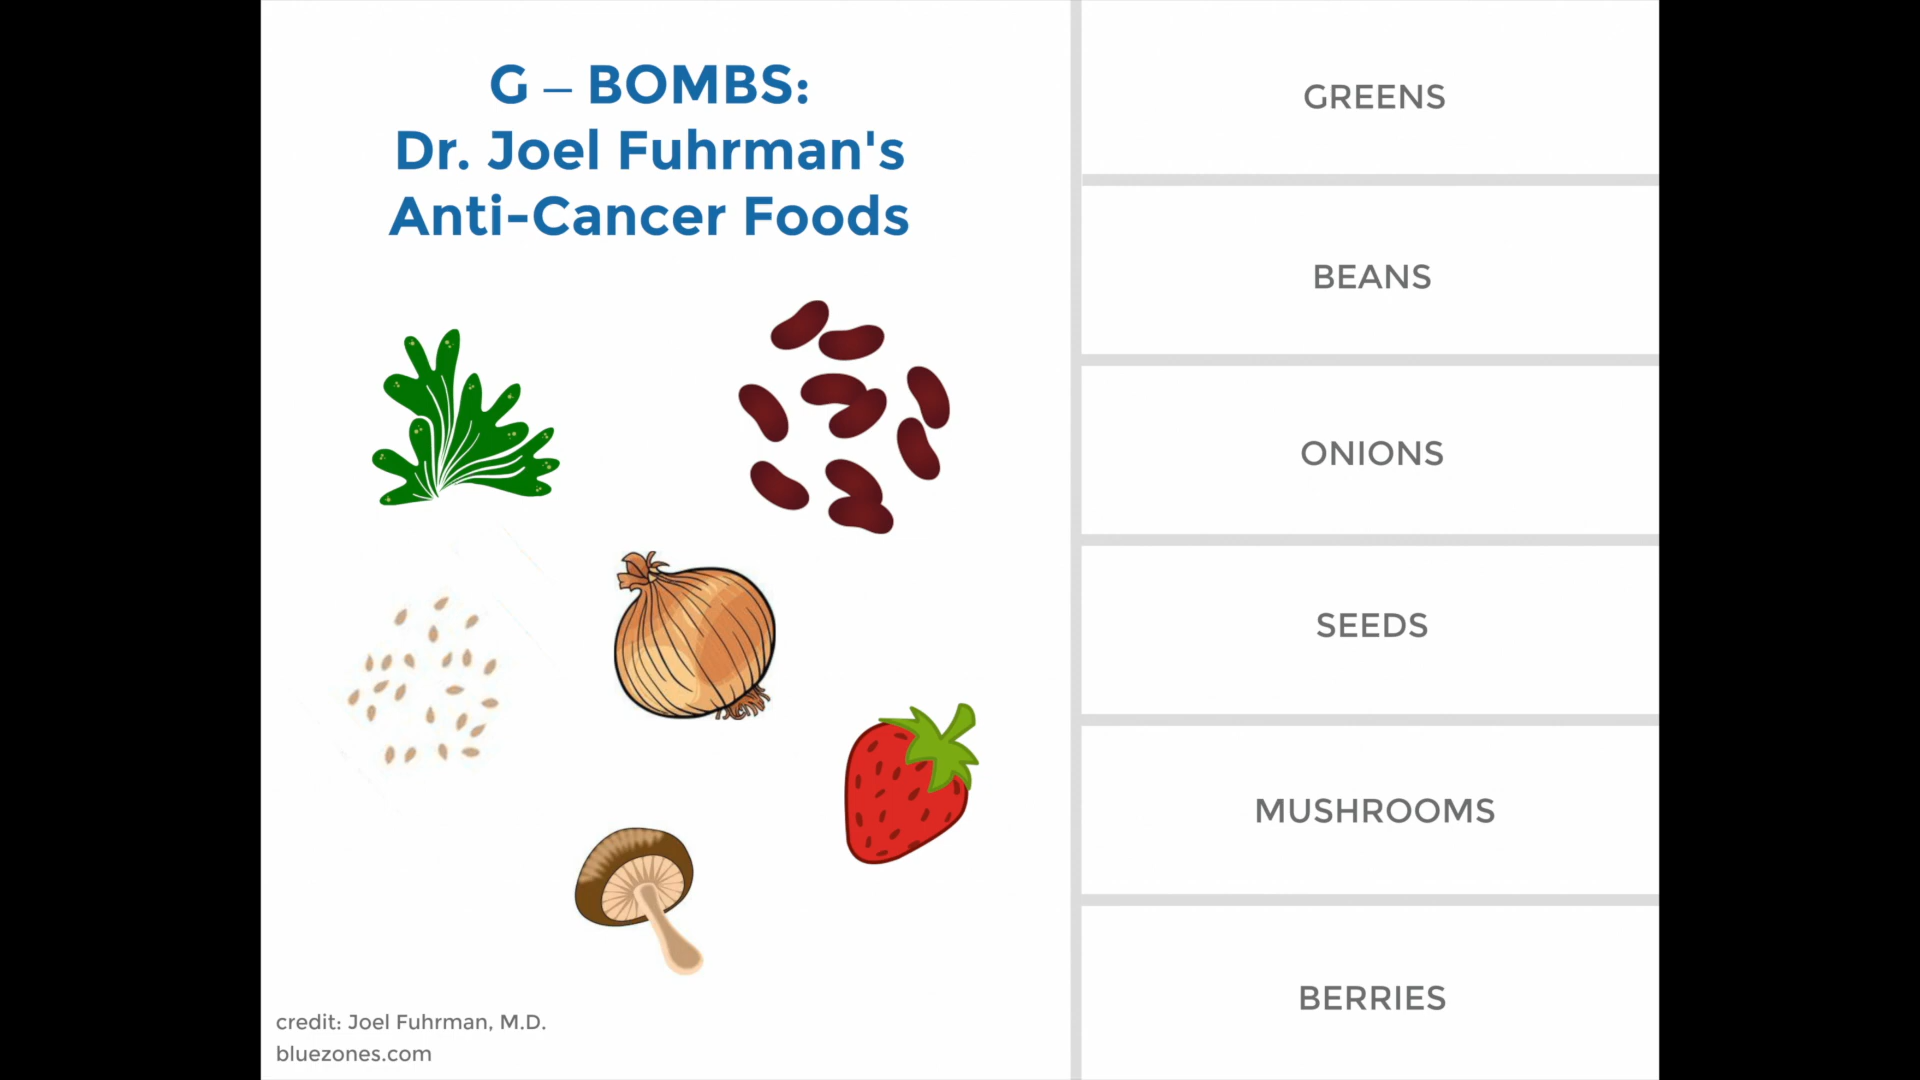 G – BOMBS:
Dr. Joel Fuhrman's
Anti-Cancer Foods
credit: Joel Fuhrman, M.D.
bluezones.com
GREENS
BEANS
ONIONS
SEEDS
MUSHROOMS
BERRIES